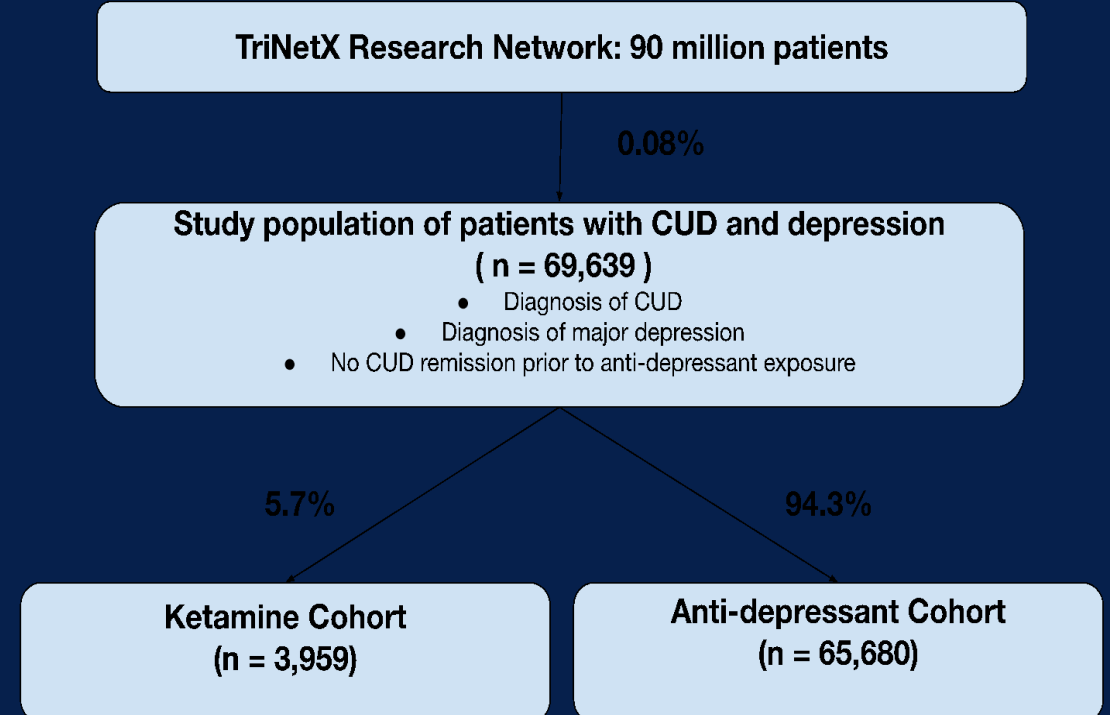 TriNetX Research Network: 90 million patients
0.08%
Study population of patients with CUD and depression
( n = 69,639 )
● Diagnosis of CUD
● Diagnosis of major depression
● No CUD remission prior to anti-depressant exposure
5.7%
94.3%
Ketamine Cohort
(n = 3,959)
Anti-depressant Cohort
(n = 65,680)